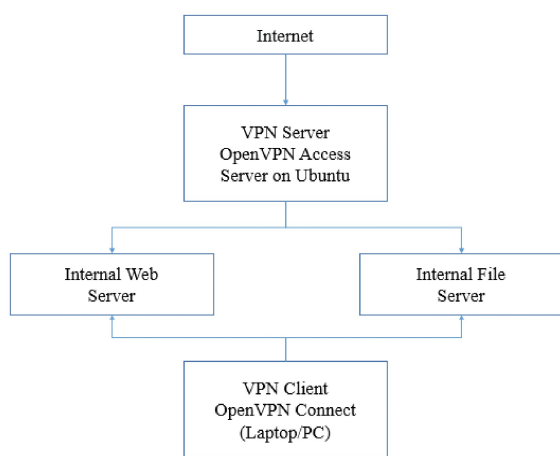 Internet
VPN Server
OpenVPN Access
Server on Ubuntu
Internal Web
Server
Internal File
Server
VPN Client
OpenVPN Connect
(Laptop/PC)